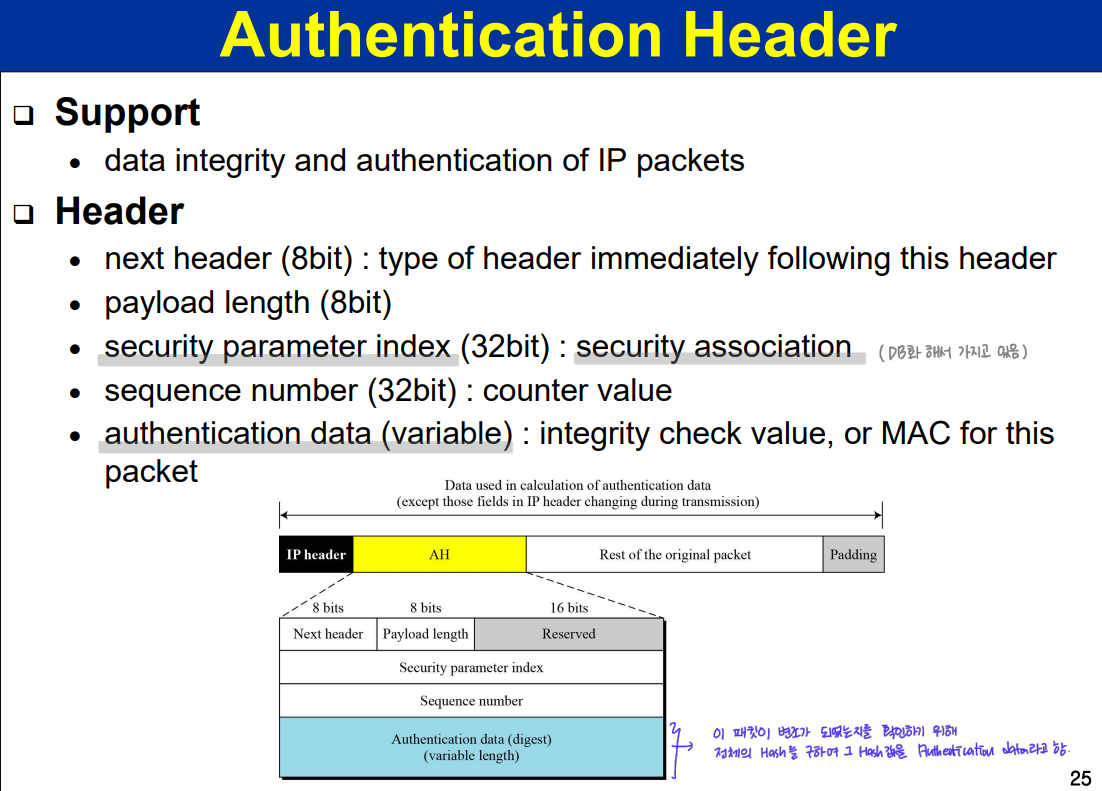 Authentication Header
❑ Support
• data integrity and authentication of IP packets
❑ Header
• next header (8bit) : type of header immediately following this header
• payload length (8bit)
• security parameter index (32bit) : security association (DB화 해서 가지고 있음)
• sequence number (32bit) : counter value
• authentication data (variable) : integrity check value, or MAC for this
packet
Data used in calculation of authentication data
(except those fields in IP header changing during transmission)
IP header AH Rest of the original packet Padding
8 bits 8 bits 16 bits
Next header Payload length Reserved
Security parameter index
Sequence number
Authentication data (digest)
(variable length)
이 패킷이 변조가 되었는지를 확인하기 위해
전체의 Hash를 구하여 그 Hash값을 Authentication data라고 함.
25